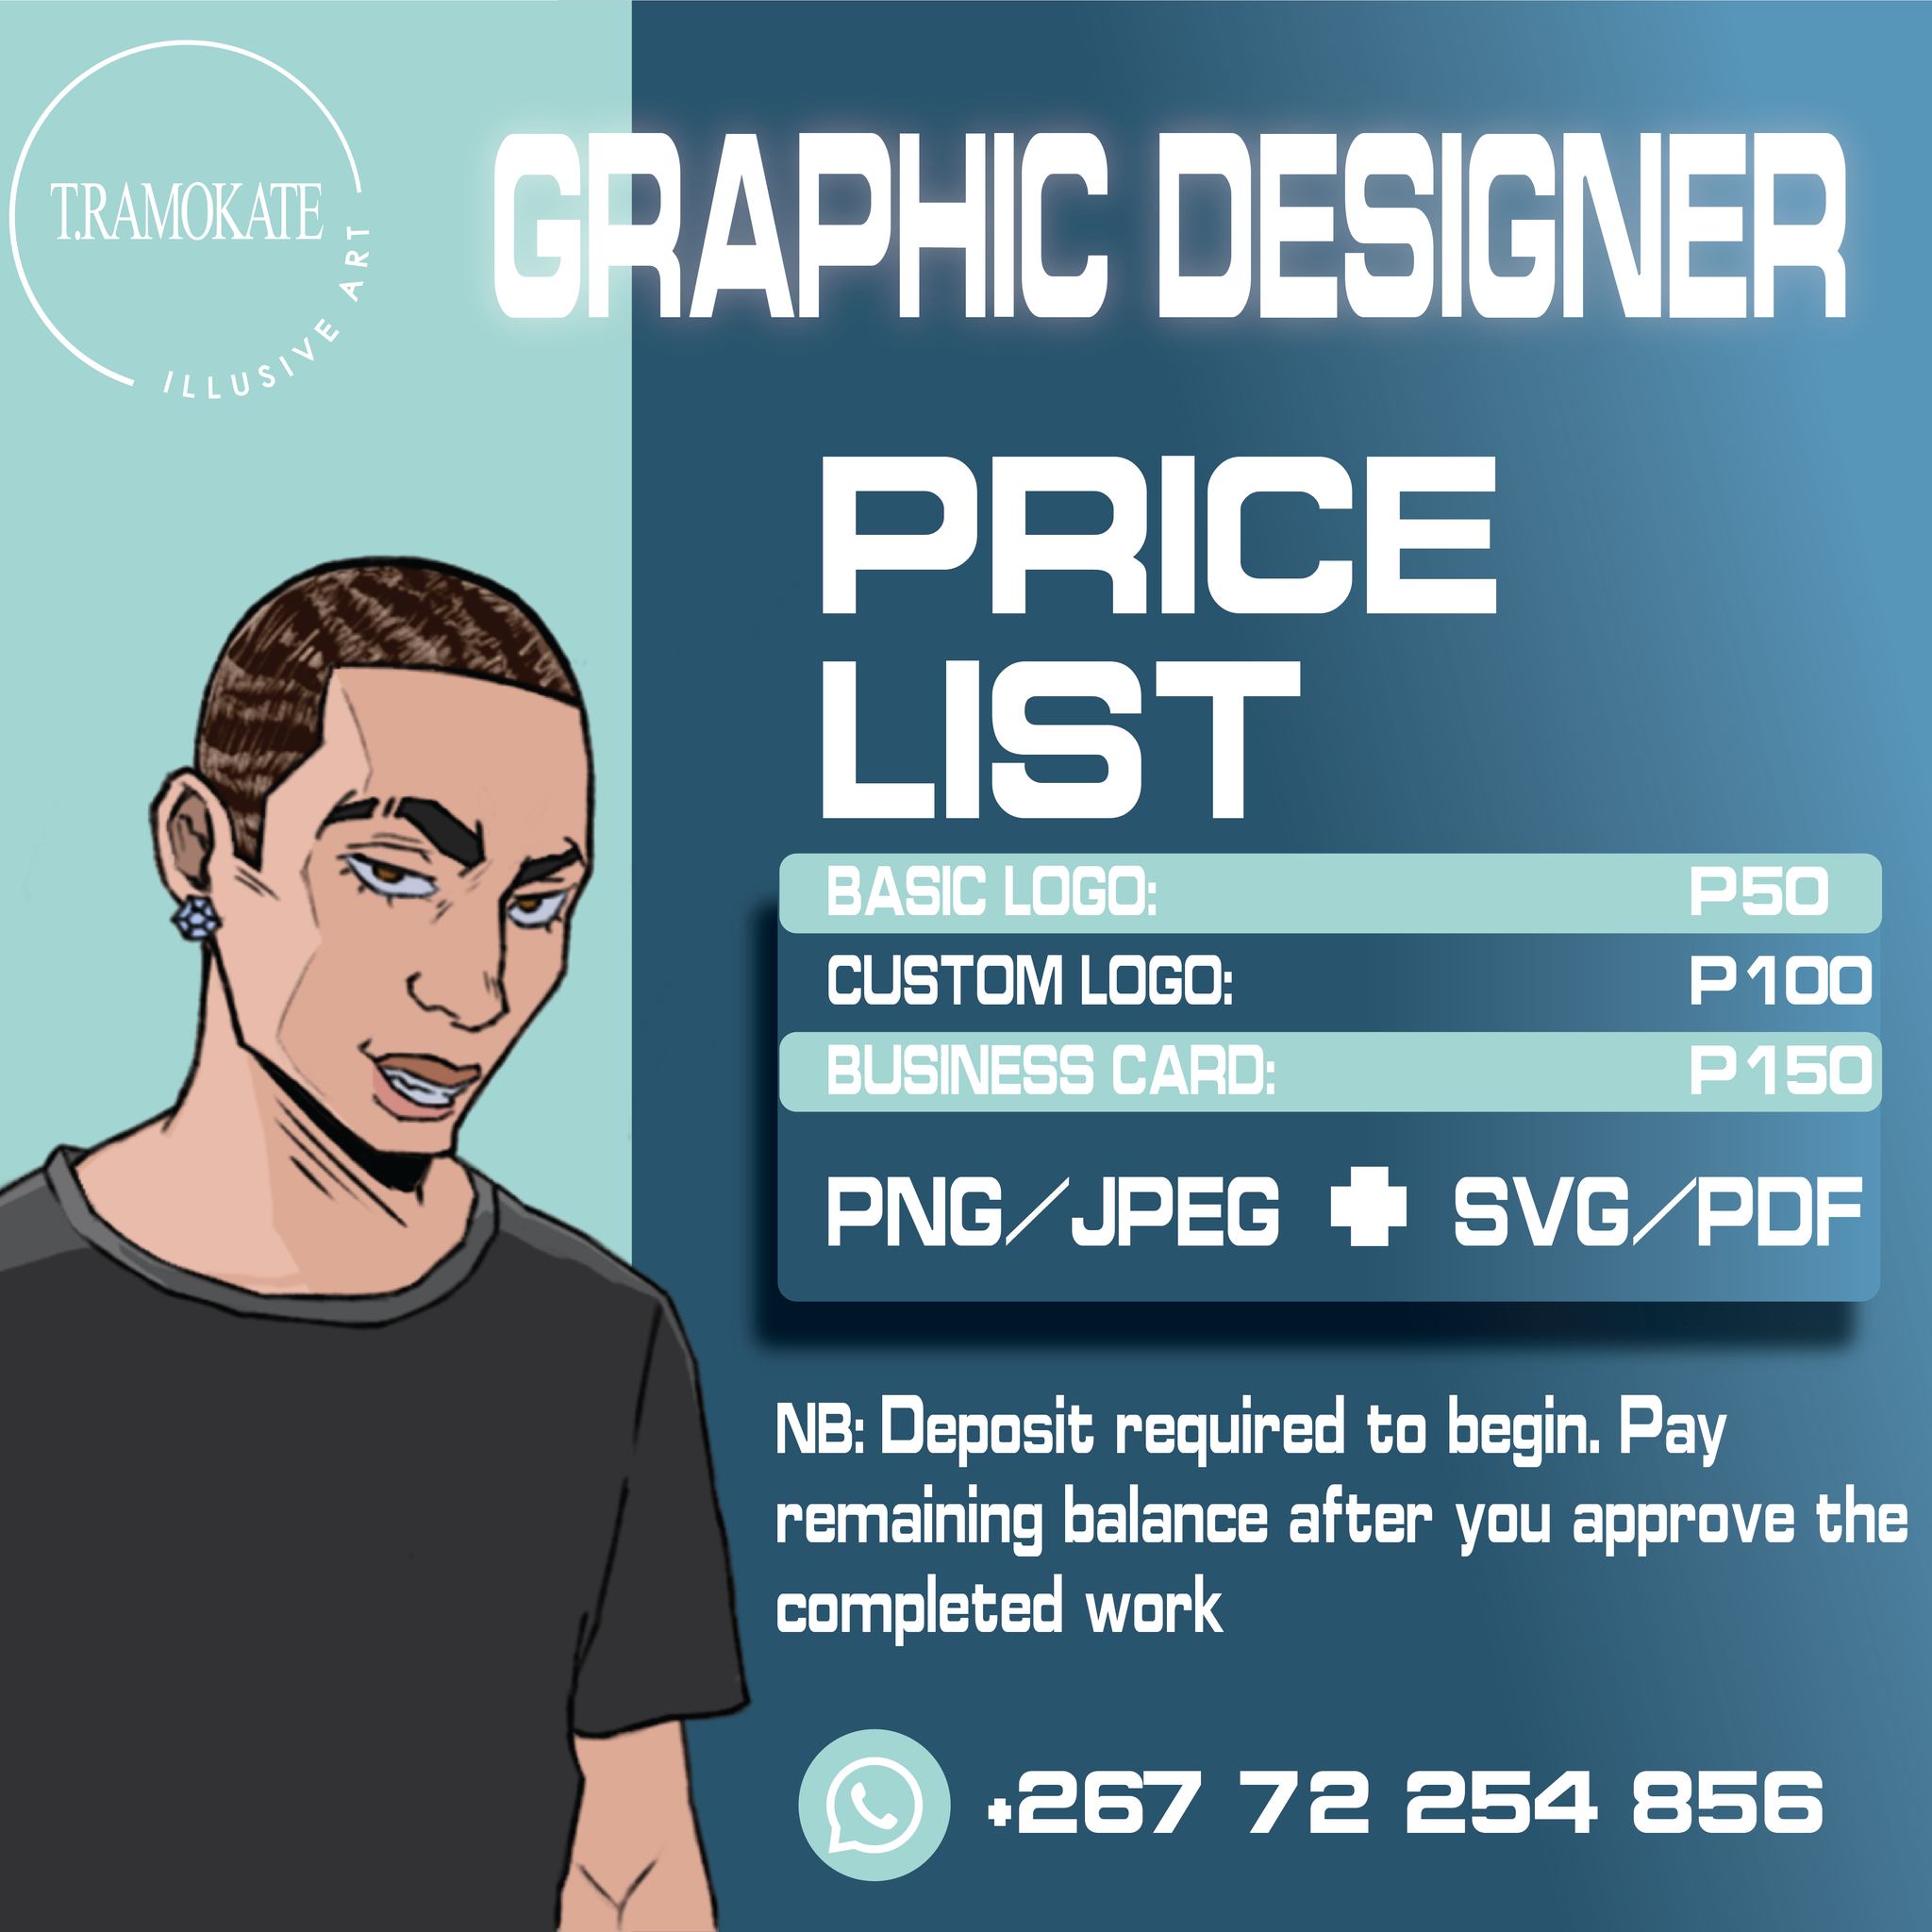 T.RAMOKATE
ILLUSIVE ART
GRAPHIC DESIGNER
PRICE
LIST
BASIC LOGO: P50
CUSTOM LOGO: P100
BUSINESS CARD: P150
PNG/JPEG + SVG/PDF
NB: Deposit required to begin. Pay
remaining balance after you approve the
completed work
+267 72 254 856